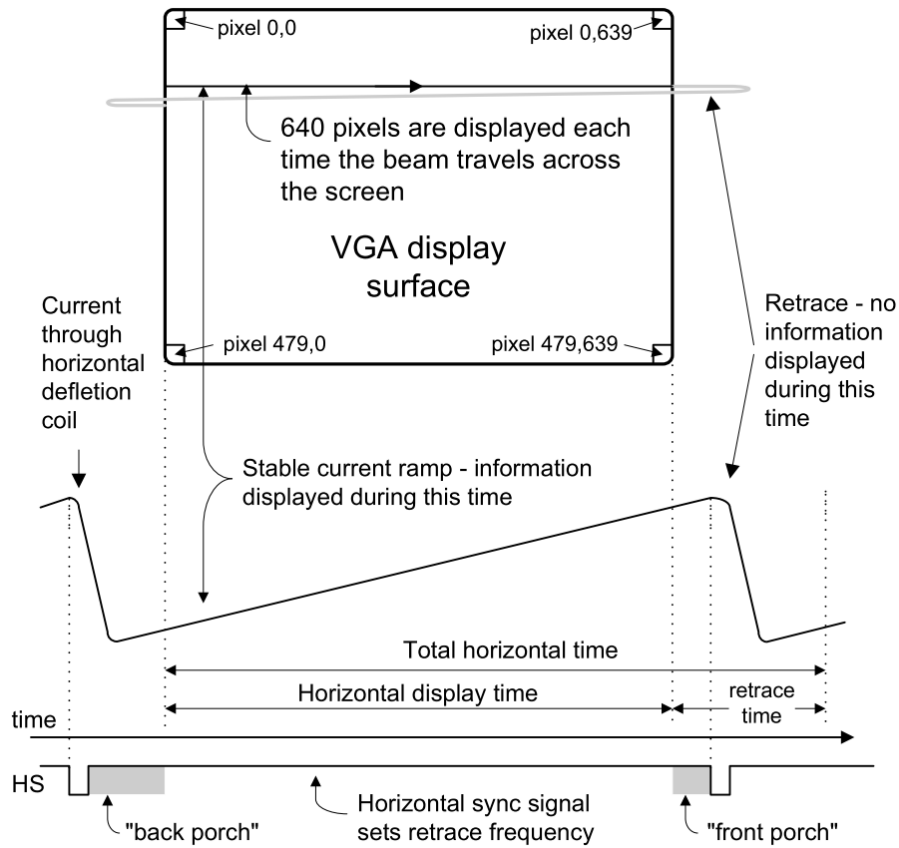 pixel 0,0
pixel 0,639
640 pixels are displayed each
time the beam travels across
the screen
VGA display
surface
Current
through
horizontal
defletion
coil
Retrace - no
information
displayed
during this
time
pixel 479,0
pixel 479,639
Stable current ramp - information
displayed during this time
Total horizontal time
Horizontal display time
retrace
time
time
HS
"back porch"
Horizontal sync signal
sets retrace frequency
"front porch"